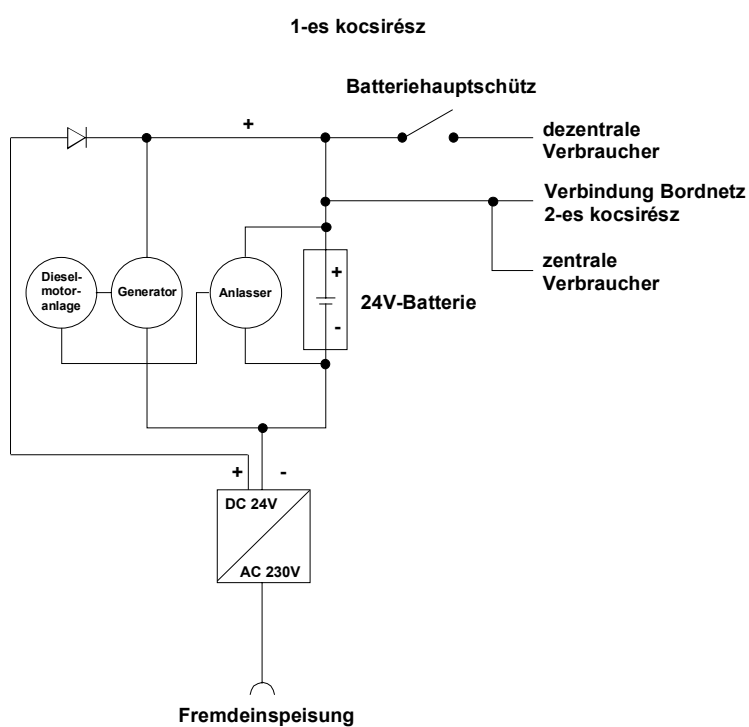 1-es kocsirész
Batteriehauptschütz
+
dezentrale
Verbraucher
Verbindung Bordnetz
2-es kocsirész
zentrale
Verbraucher
Diesel-
motor-
anlage
Generator
Anlasser
+
-
24V-Batterie
+ -
DC 24V
AC 230V
Fremdeinspeisung